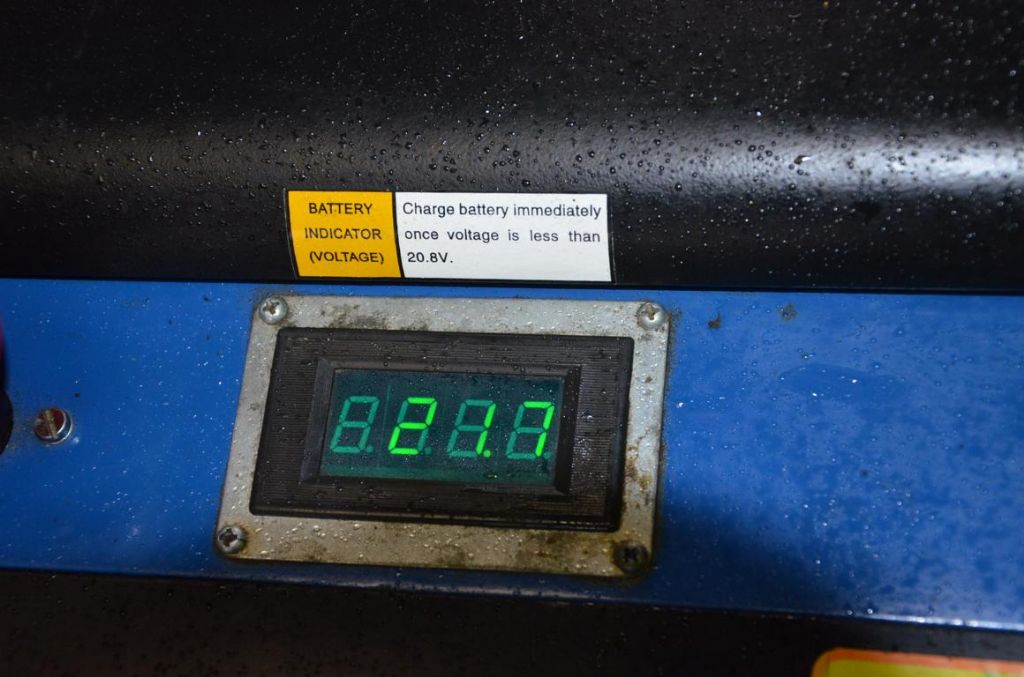 BATTERY
INDICATOR
(VOLTAGE)
Charge battery immediately
once voltage is less than
20.8V.
21.7